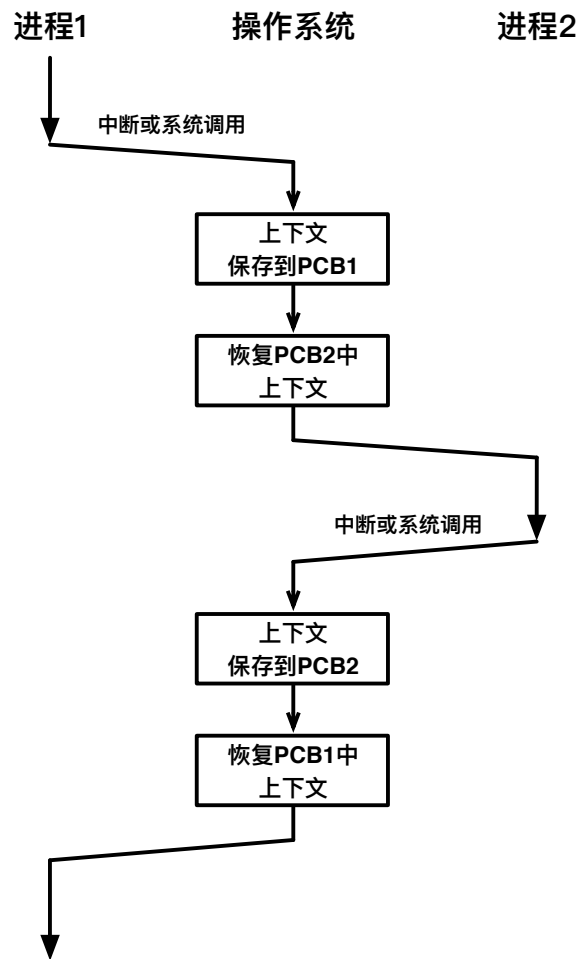 进程1 操作系统 进程2
中断或系统调用
上下文
保存到PCB1
恢复PCB2中
上下文
中断或系统调用
上下文
保存到PCB2
恢复PCB1中
上下文